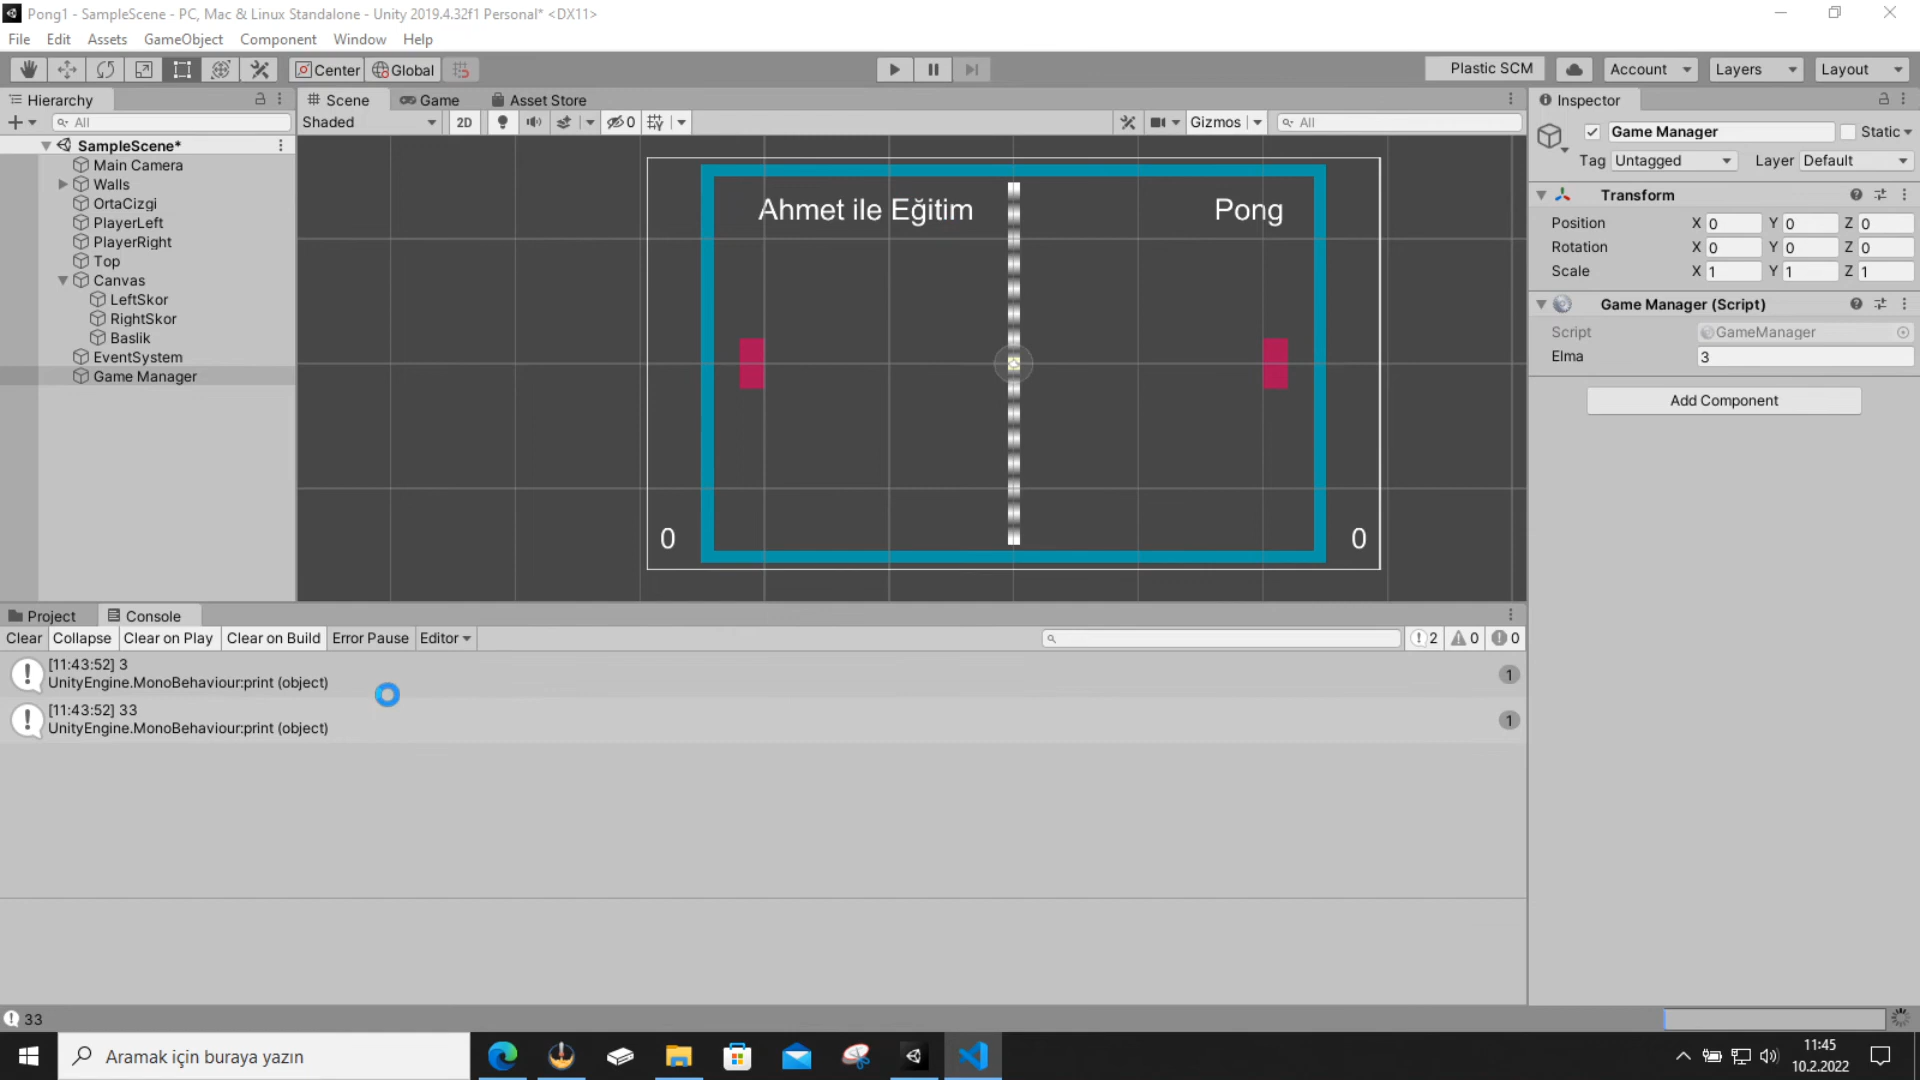 Pong1 - SampleScene - PC, Mac & Linux Standalone - Unity 2019.4.32f1 Personal* <DX11>
File Edit Assets GameObject Component Window Help
Center Global Plastic SCM Account Layers Layout
Hierarchy
All
SampleScene*
Main Camera
Walls
OrtaCizgi
PlayerLeft
PlayerRight
Top
Canvas
LeftSkor
RightSkor
Baslik
EventSystem
Game Manager
Scene Game Asset Store
Shaded 2D 0 Gizmos All
Ahmet ile Eğitim Pong
0 0
Inspector
Game Manager Static
Tag Untagged Layer Default
Transform
Position X 0 Y 0 Z 0
Rotation X 0 Y 0 Z 0
Scale X 1 Y 1 Z 1
Game Manager (Script)
Script GameManager
Elma 3
Add Component
Project Console
Clear Collapse Clear on Play Clear on Build Error Pause Editor 2 0 0
[11:43:52] 3
UnityEngine.MonoBehaviour:print (object)
1
[11:43:52] 33
UnityEngine.MonoBehaviour:print (object)
1
33
Aramak için buraya yazın
11:45
10.2.2022